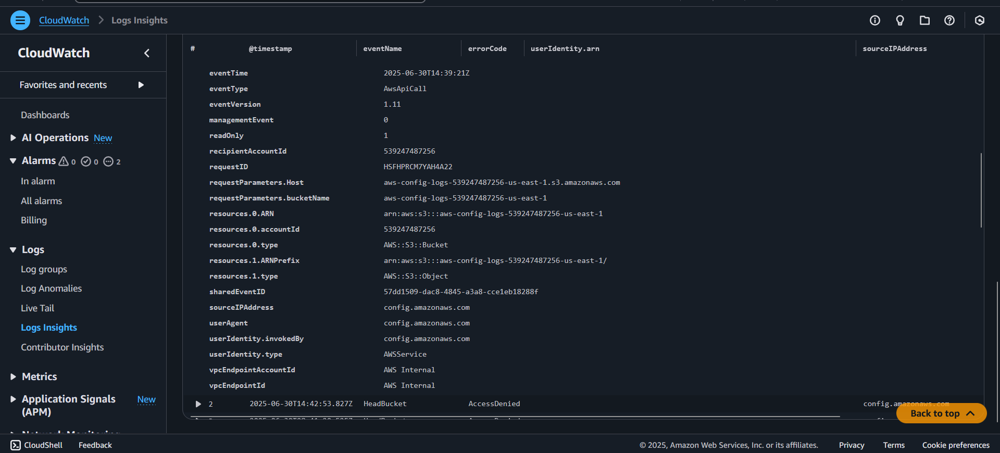 CloudWatch > Logs Insights
CloudWatch
Favorites and recents
Dashboards
AI Operations New
Alarms 0 0 2
In alarm
All alarms
Billing
Logs
Log groups
Log Anomalies
Live Tail
Logs Insights
Contributor Insights
Metrics
Application Signals (APM) New
Network Monitoring
# @timestamp eventName errorCode userIdentity.arn sourceIPAddress
eventTime 2025-06-30T14:39:21Z
eventType AwsApiCall
eventVersion 1.11
managementEvent 0
readOnly 1
recipientAccountId 539247487256
requestID HSFHPRCM7YAH4A22
requestParameters.Host aws-config-logs-539247487256-us-east-1.s3.amazonaws.com
requestParameters.bucketName aws-config-logs-539247487256-us-east-1
resources.0.ARN arn:aws:s3:::aws-config-logs-539247487256-us-east-1
resources.0.accountId 539247487256
resources.0.type AWS::S3::Bucket
resources.1.ARNPrefix arn:aws:s3:::aws-config-logs-539247487256-us-east-1/
resources.1.type AWS::S3::Object
sharedEventID 57dd1509-dac8-4845-a3a8-cce1eb18288f
sourceIPAddress config.amazonaws.com
userAgent config.amazonaws.com
userIdentity.invokedBy config.amazonaws.com
userIdentity.type AWSService
vpcEndpointAccountId AWS Internal
vpcEndpointId AWS Internal
2 2025-06-30T14:42:53.827Z HeadBucket AccessDenied config.amazonaws.com
Back to top
CloudShell Feedback © 2025, Amazon Web Services, Inc. or its affiliates. Privacy Terms Cookie preferences